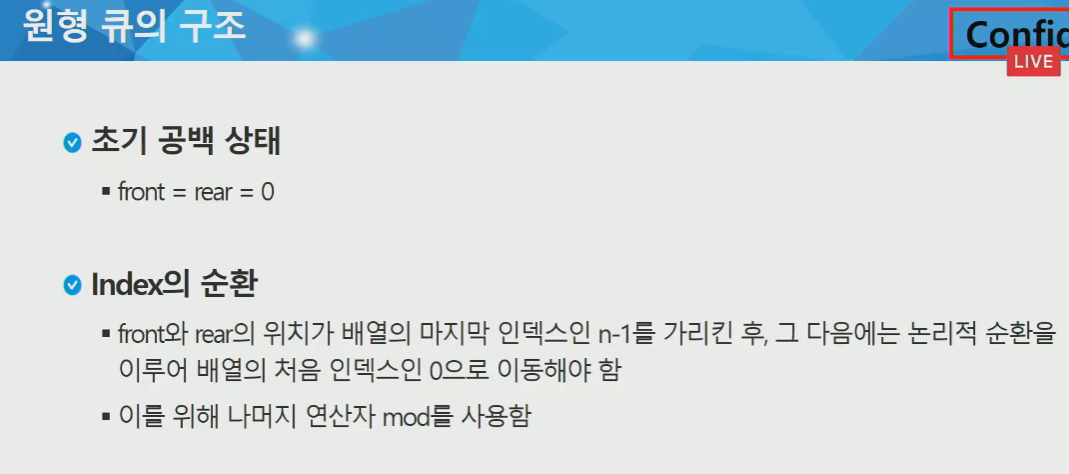 원형 큐의 구조
Confid
LIVE
초기 공백 상태
▪ front = rear = 0
Index의 순환
▪ front와 rear의 위치가 배열의 마지막 인덱스인 n-1를 가리킨 후, 그 다음에는 논리적 순환을
이루어 배열의 처음 인덱스인 0으로 이동해야 함
▪ 이를 위해 나머지 연산자 mod를 사용함